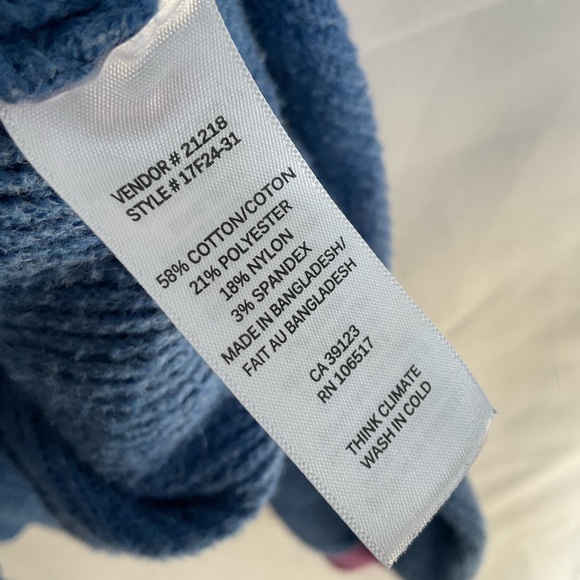 VENDOR # 21218
STYLE # 17F24-31
58% COTTON/COTON
21% POLYESTER
18% NYLON
3% SPANDEX
MADE IN BANGLADESH/
FAIT AU BANGLADESH
CA 39123
RN 106517
THINK CLIMATE
WASH IN COLD